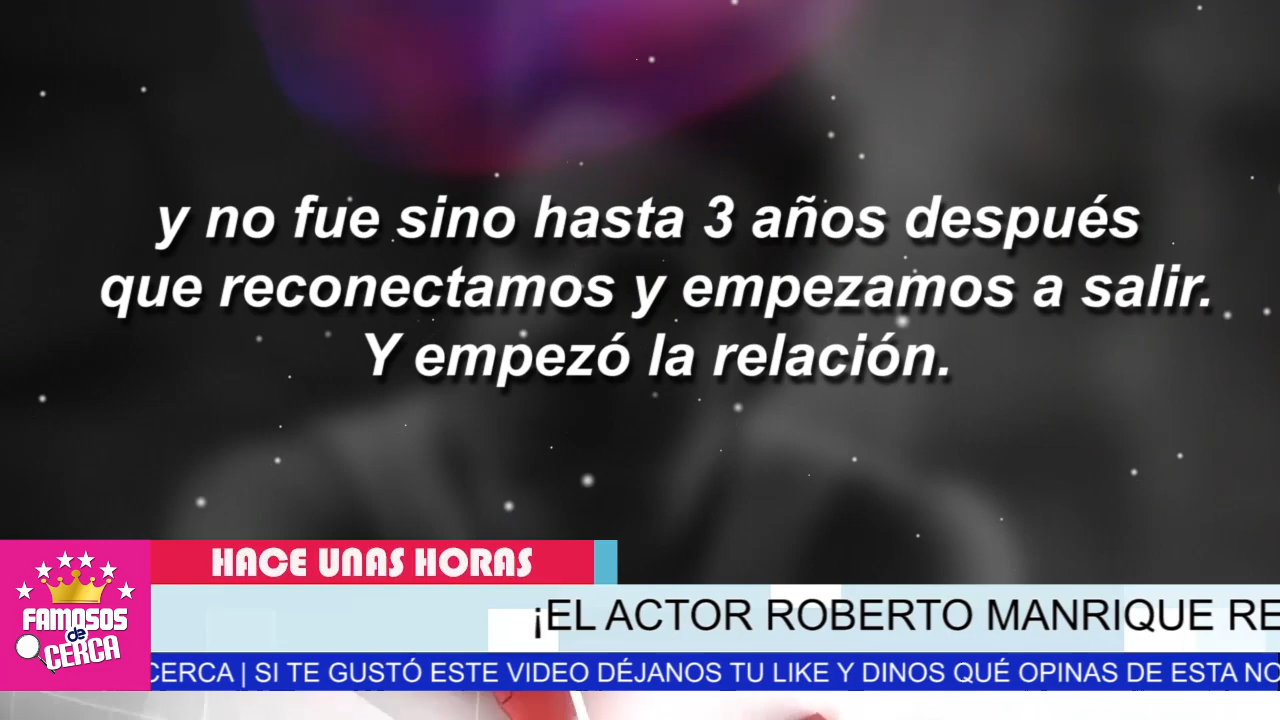 y no fue sino hasta 3 años después
que reconectamos y empezamos a salir.
Y empezó la relación.
HACE UNAS HORAS
¡EL ACTOR ROBERTO MANRIQUE RE
FAMOSOS
de
CERCA
CERCA | SI TE GUSTÓ ESTE VIDEO DÉJANOS TU LIKE Y DINOS QUÉ OPINAS DE ESTA NO